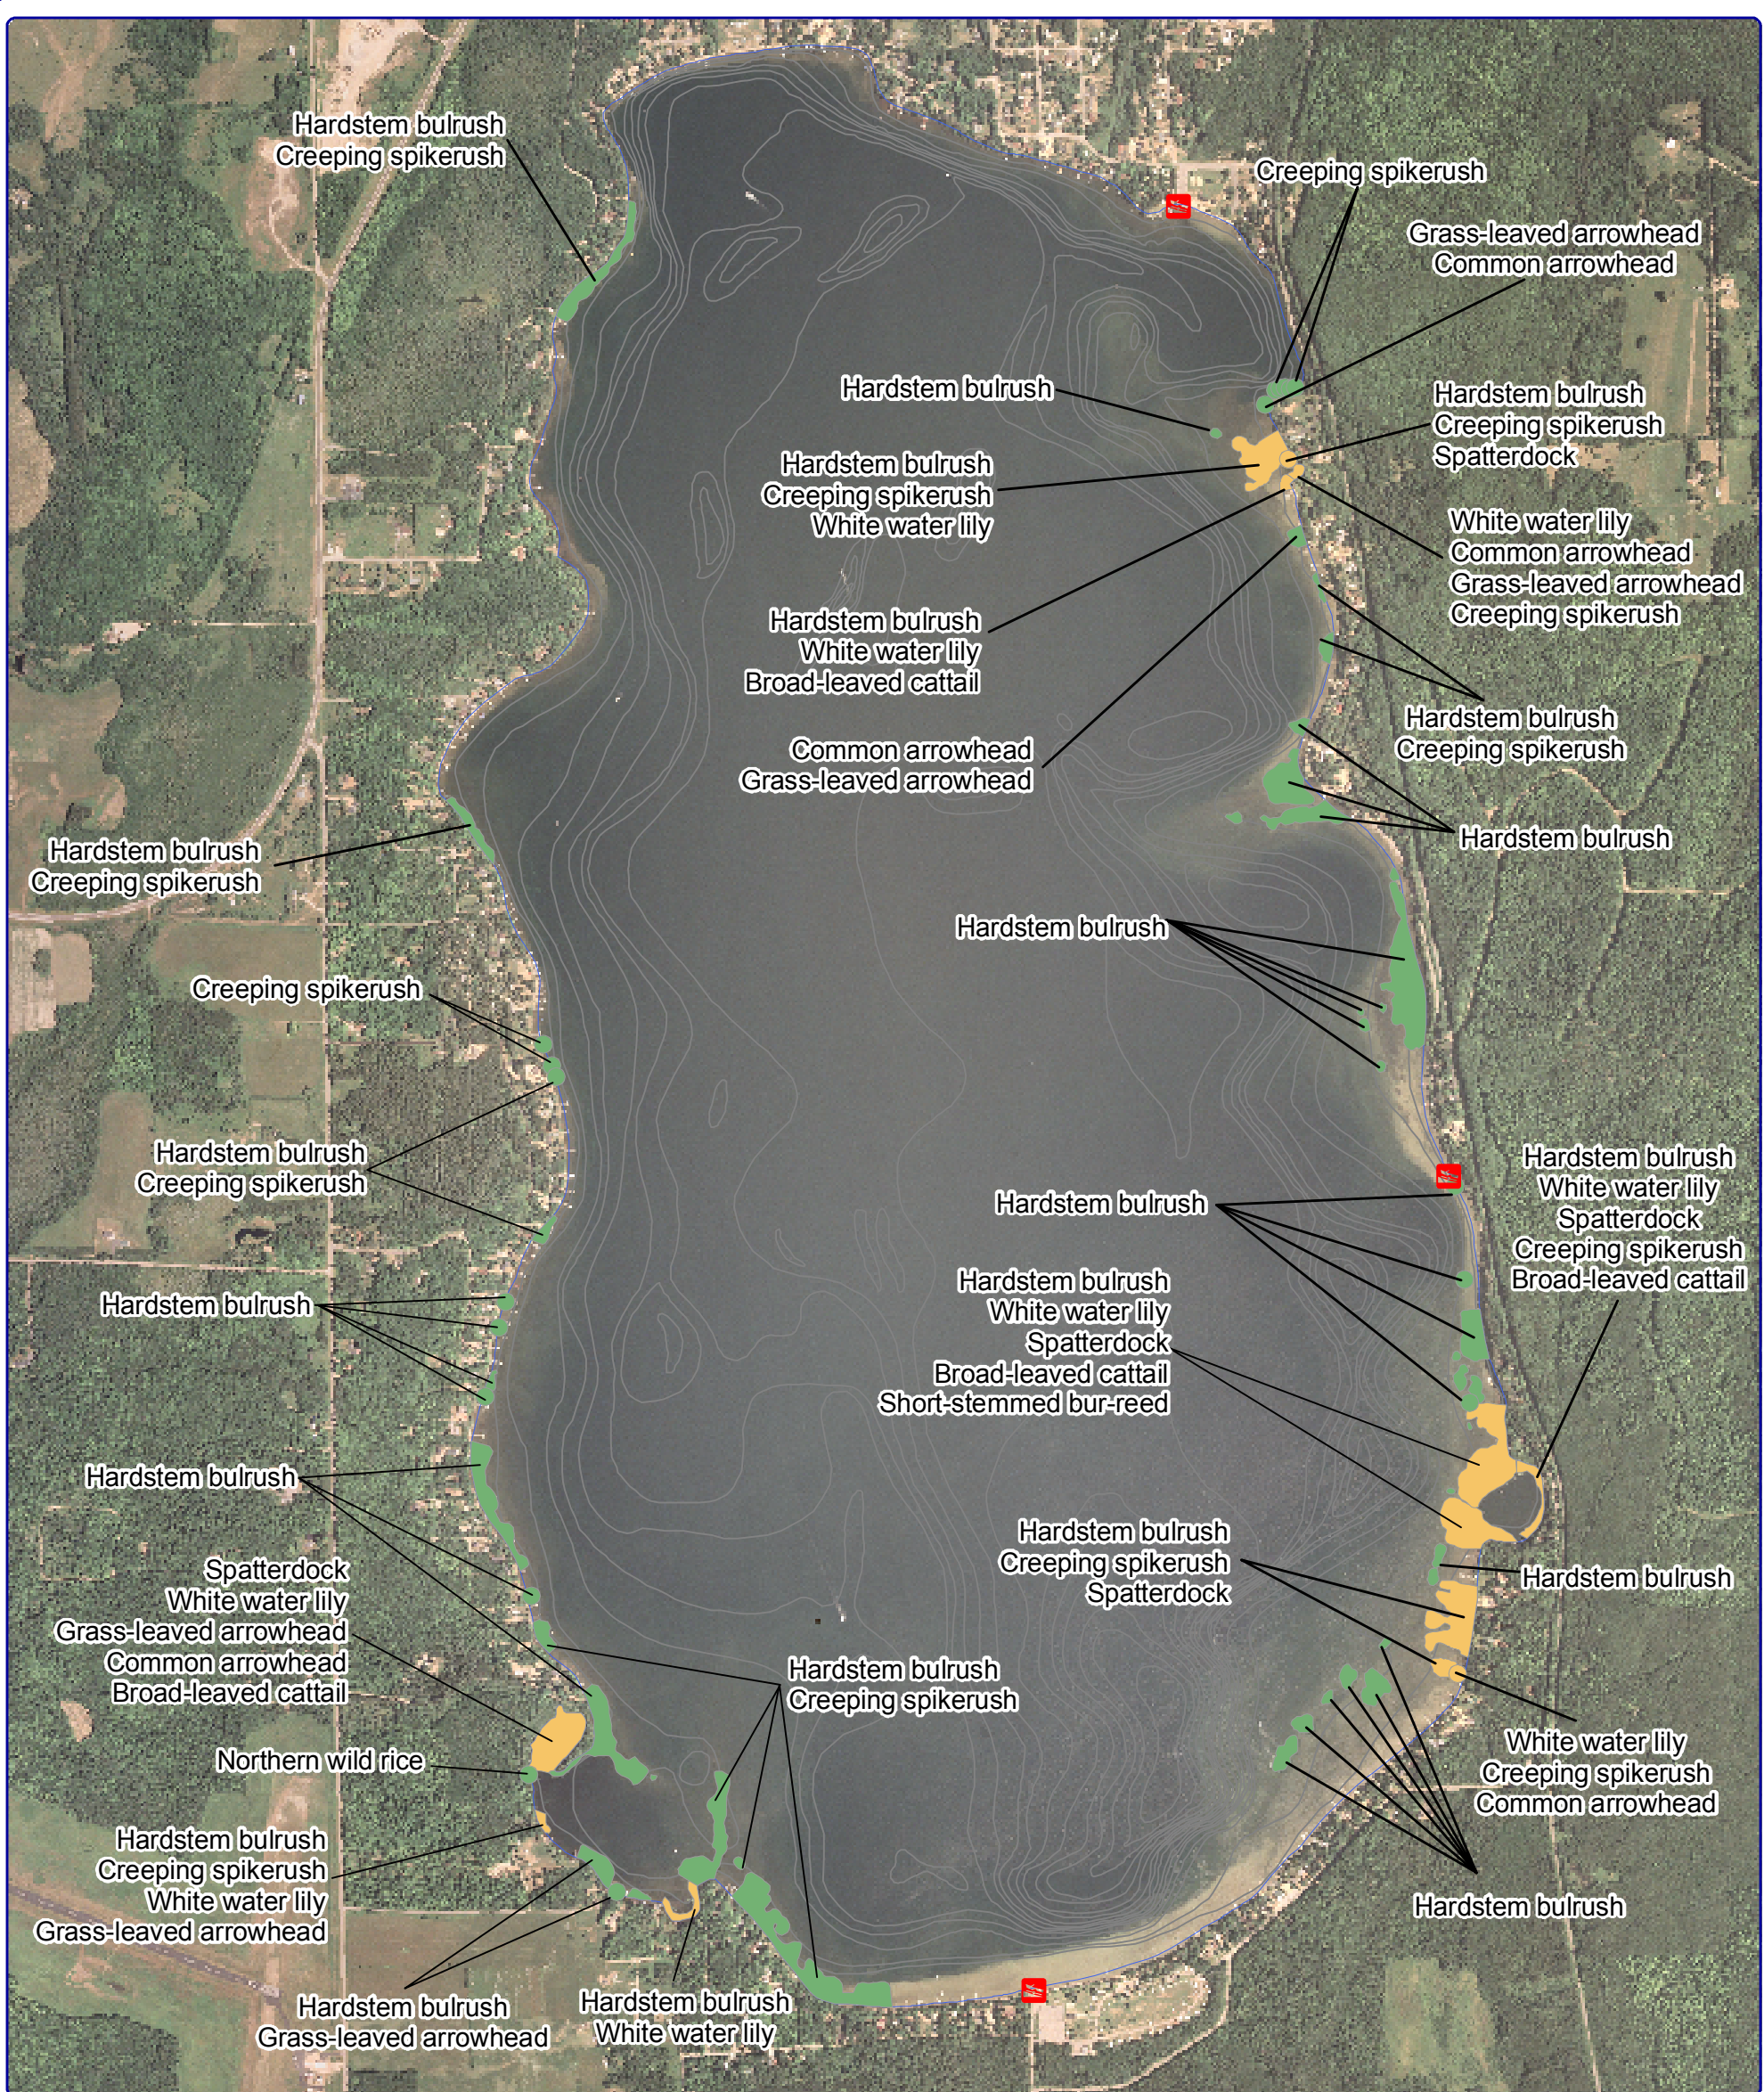 Hardstem bulrush
Creeping spikerush
Creeping spikerush
Grass-leaved arrowhead
Common arrowhead
Hardstem bulrush
Hardstem bulrush
Creeping spikerush
Spatterdock
Hardstem bulrush
Creeping spikerush
White water lily
White water lily
Common arrowhead
Grass-leaved arrowhead
Creeping spikerush
Hardstem bulrush
White water lily
Broad-leaved cattail
Hardstem bulrush
Creeping spikerush
Common arrowhead
Grass-leaved arrowhead
Hardstem bulrush
Hardstem bulrush
Creeping spikerush
Hardstem bulrush
Creeping spikerush
Hardstem bulrush
Creeping spikerush
Hardstem bulrush
White water lily
Spatterdock
Creeping spikerush
Broad-leaved cattail
Hardstem bulrush
Hardstem bulrush
White water lily
Spatterdock
Broad-leaved cattail
Short-stemmed bur-reed
Hardstem bulrush
Hardstem bulrush
Hardstem bulrush
Creeping spikerush
Spatterdock
Hardstem bulrush
Spatterdock
White water lily
Grass-leaved arrowhead
Common arrowhead
Broad-leaved cattail
Hardstem bulrush
Creeping spikerush
Northern wild rice
White water lily
Creeping spikerush
Common arrowhead
Hardstem bulrush
Creeping spikerush
White water lily
Grass-leaved arrowhead
Hardstem bulrush
Hardstem bulrush
Grass-leaved arrowhead
Hardstem bulrush
White water lily